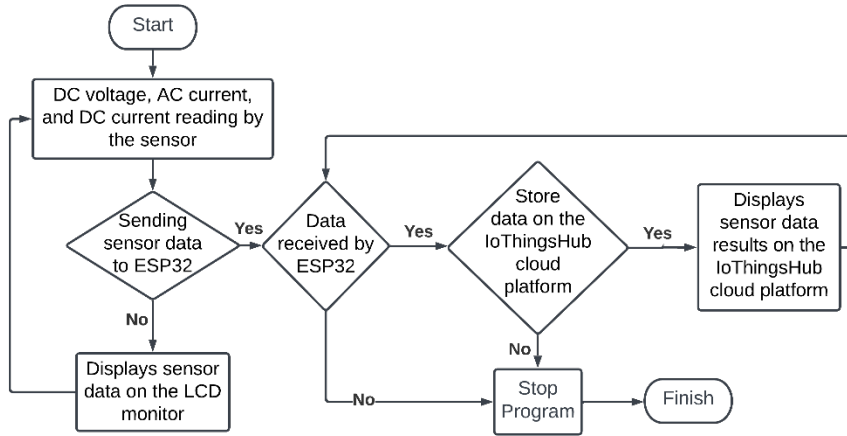 Start
DC voltage, AC current,
and DC current reading by
the sensor
Sending
sensor data
to ESP32
Yes
Data
received by
ESP32
Yes
Store
data on the
IoThingsHub
cloud
platform
Yes
Displays
sensor data
results on the
IoThingsHub
cloud platform
No
Displays sensor
data on the LCD
monitor
No
No
Stop
Program
Finish